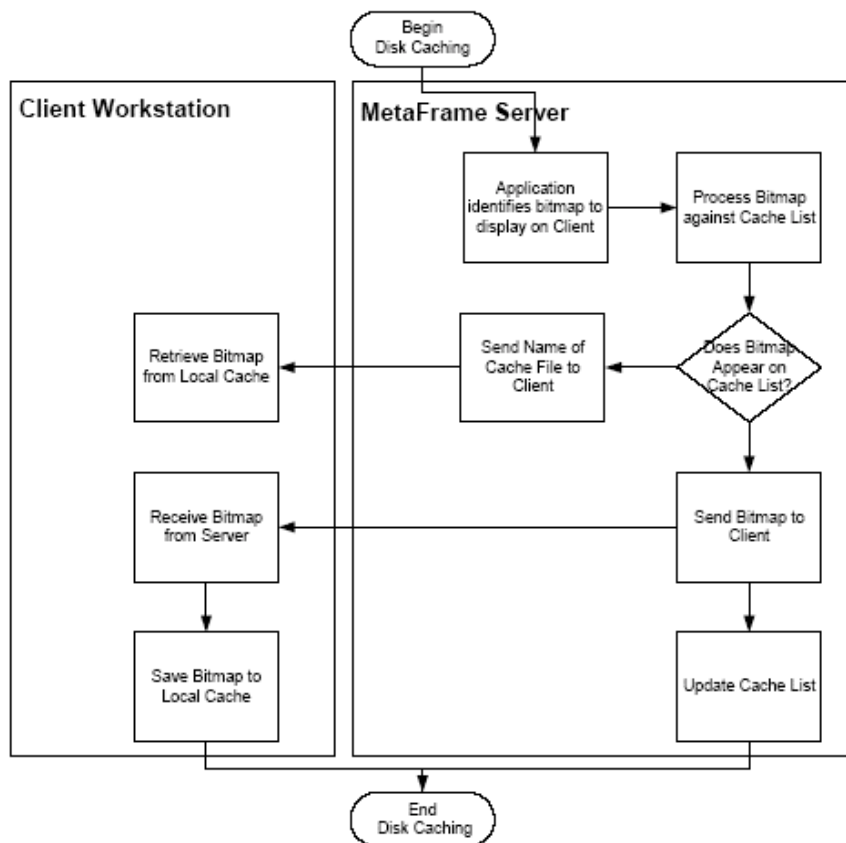 Begin
Disk Caching
Client Workstation
MetaFrame Server
Application
identifies bitmap to
display on Client
Process Bitmap
against Cache List
Retrieve Bitmap
from Local Cache
Send Name of
Cache File to
Client
Does Bitmap
Appear on
Cache List?
Receive Bitmap
from Server
Send Bitmap to
Client
Save Bitmap to
Local Cache
Update Cache List
End
Disk Caching